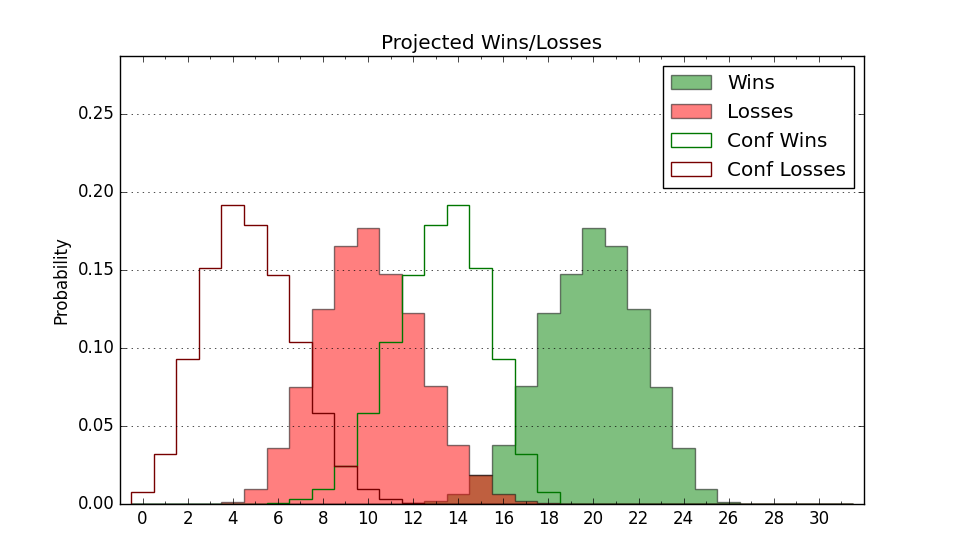 Projected Wins/Losses
Wins
Losses
Conf Wins
Conf Losses
Probability
0.25
0.20
0.15
0.10
0.05
0.00
0 2 4 6 8 10 12 14 16 18 20 22 24 26 28 30